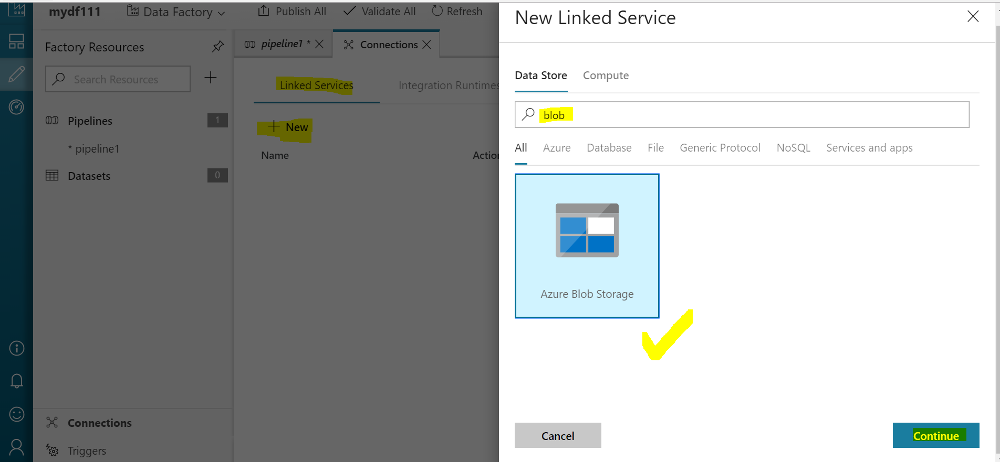 mydf111
Data Factory
Publish All
Validate All
Refresh
Factory Resources
Search Resources
Pipelines
1
* pipeline1
Datasets
0
Connections
Triggers
pipeline1 *
Connections
Linked Services
Integration Runtimes
New
Name
Action
New Linked Service
Data Store
Compute
blob
All
Azure
Database
File
Generic Protocol
NoSQL
Services and apps
Azure Blob Storage
Cancel
Continue